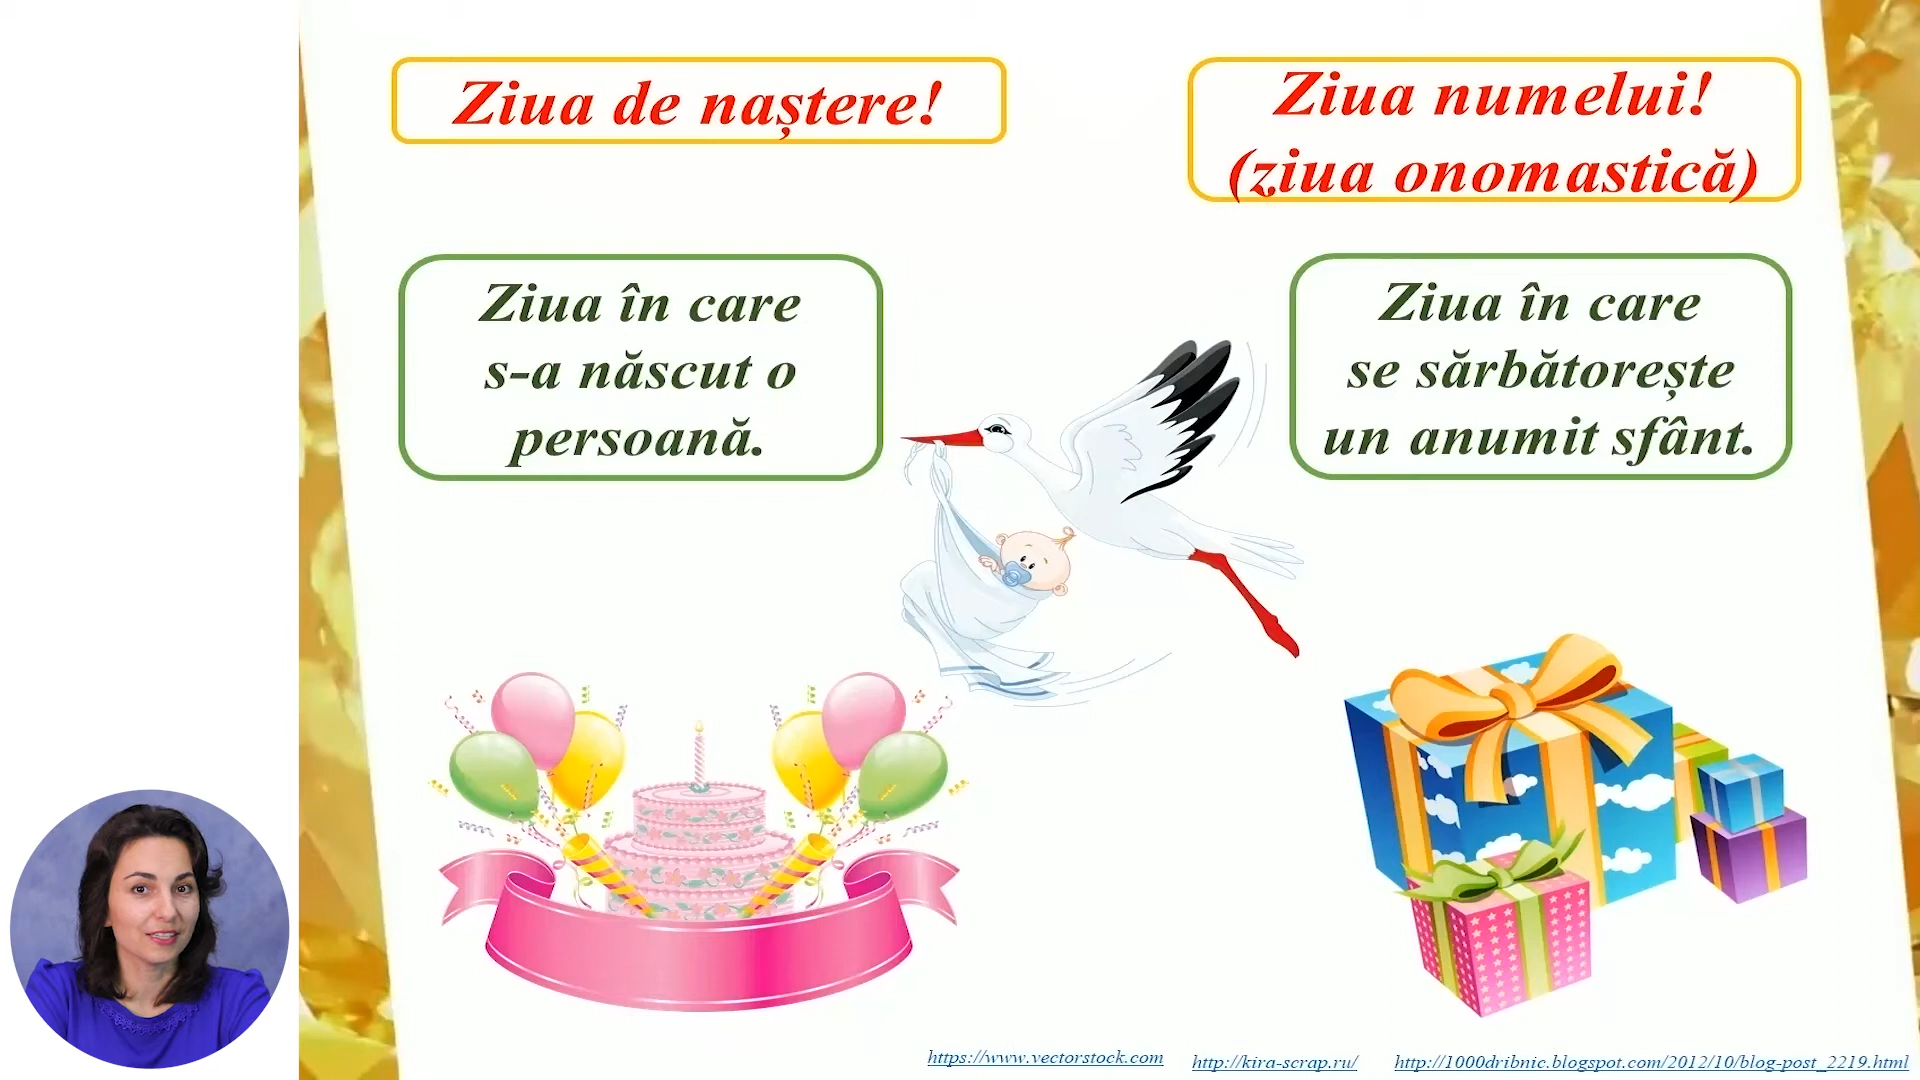 Ziua de naștere!
Ziua numelui!
(ziua onomastică)
Ziua în care
s-a născut o
persoană.
Ziua în care
se sărbătorește
un anumit sfânt.
https://www.vectorstock.com
http://kira-scrap.ru/
http://1000dribnic.blogspot.com/2012/10/blog-post_2219.html